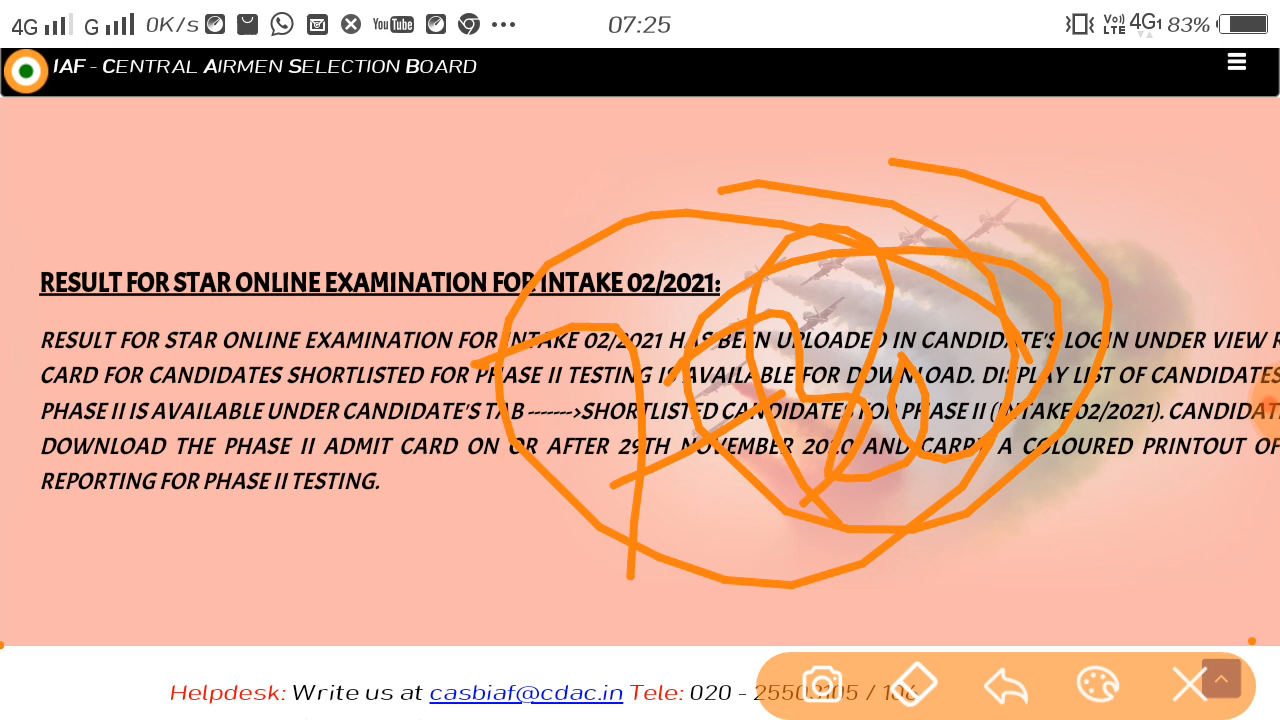 4G G 0K/s YouTube 07:25 VoD LTE 4G1 83%
IAF - CENTRAL AIRMEN SELECTION BOARD
RESULT FOR STAR ONLINE EXAMINATION FOR INTAKE 02/2021:
RESULT FOR STAR ONLINE EXAMINATION FOR INTAKE 02/2021 HAS BEEN UPLOADED IN CANDIDATE'S LOGIN UNDER VIEW
CARD FOR CANDIDATES SHORTLISTED FOR PHASE II TESTING IS AVAILABLE FOR DOWNLOAD. DISPLAY LIST OF CANDIDATES
PHASE II IS AVAILABLE UNDER CANDIDATE'S TAB ------->SHORTLISTED CANDIDATES FOR PHASE II (INTAKE 02/2021).
DOWNLOAD THE PHASE II ADMIT CARD ON OR AFTER 29TH NOVEMBER 2020 AND CARRY A COLOURED PRINTOUT OF
REPORTING FOR PHASE II TESTING.
Helpdesk: Write us at casbiaf@cdac.in Tele: 020 -